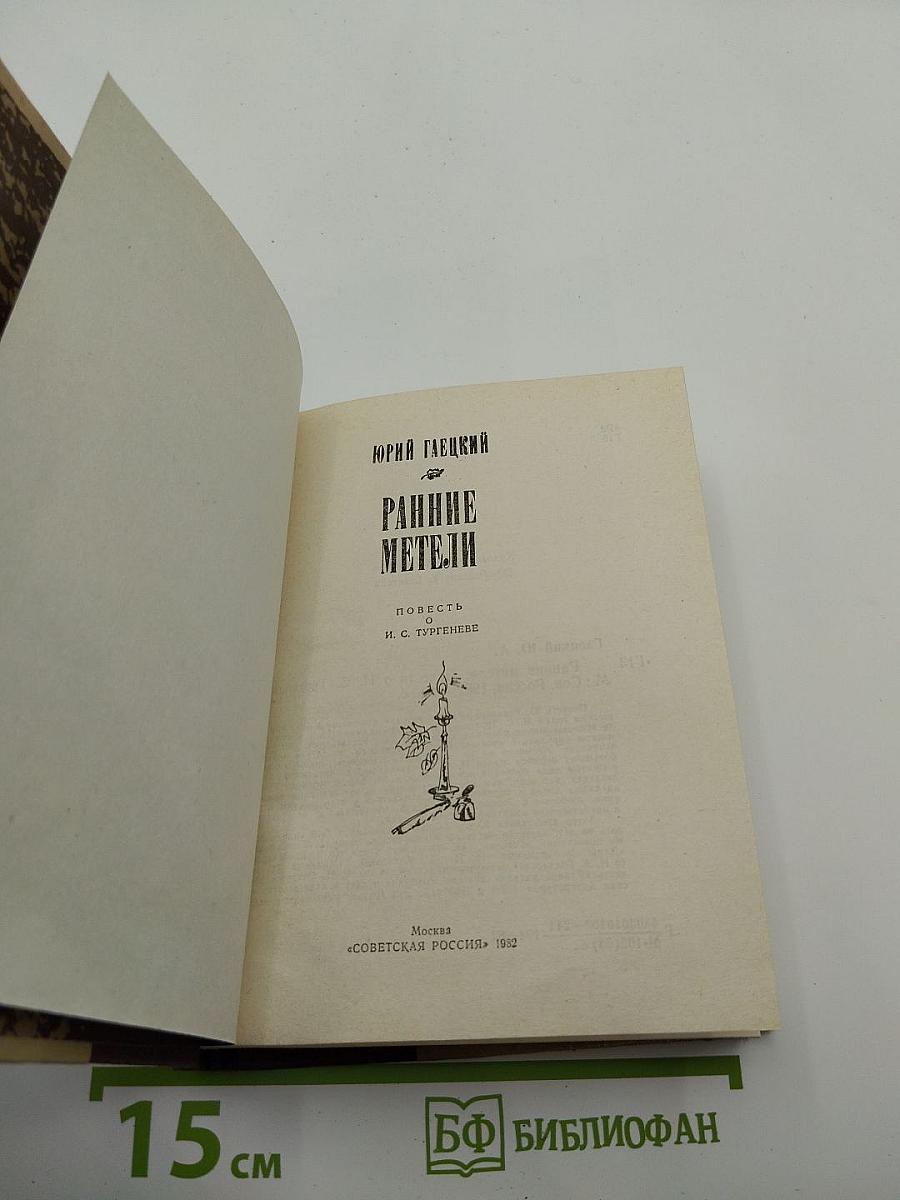 ЮРИЙ ГАЕЦКИЙ
РАННИЕ
МЕТЕЛИ
ПОВЕСТЬ
О
И. С. ТУРГЕНЕВЕ
Москва
«СОВЕТСКАЯ РОССИЯ» 1982
15 см
БФ БИБЛИОФАН